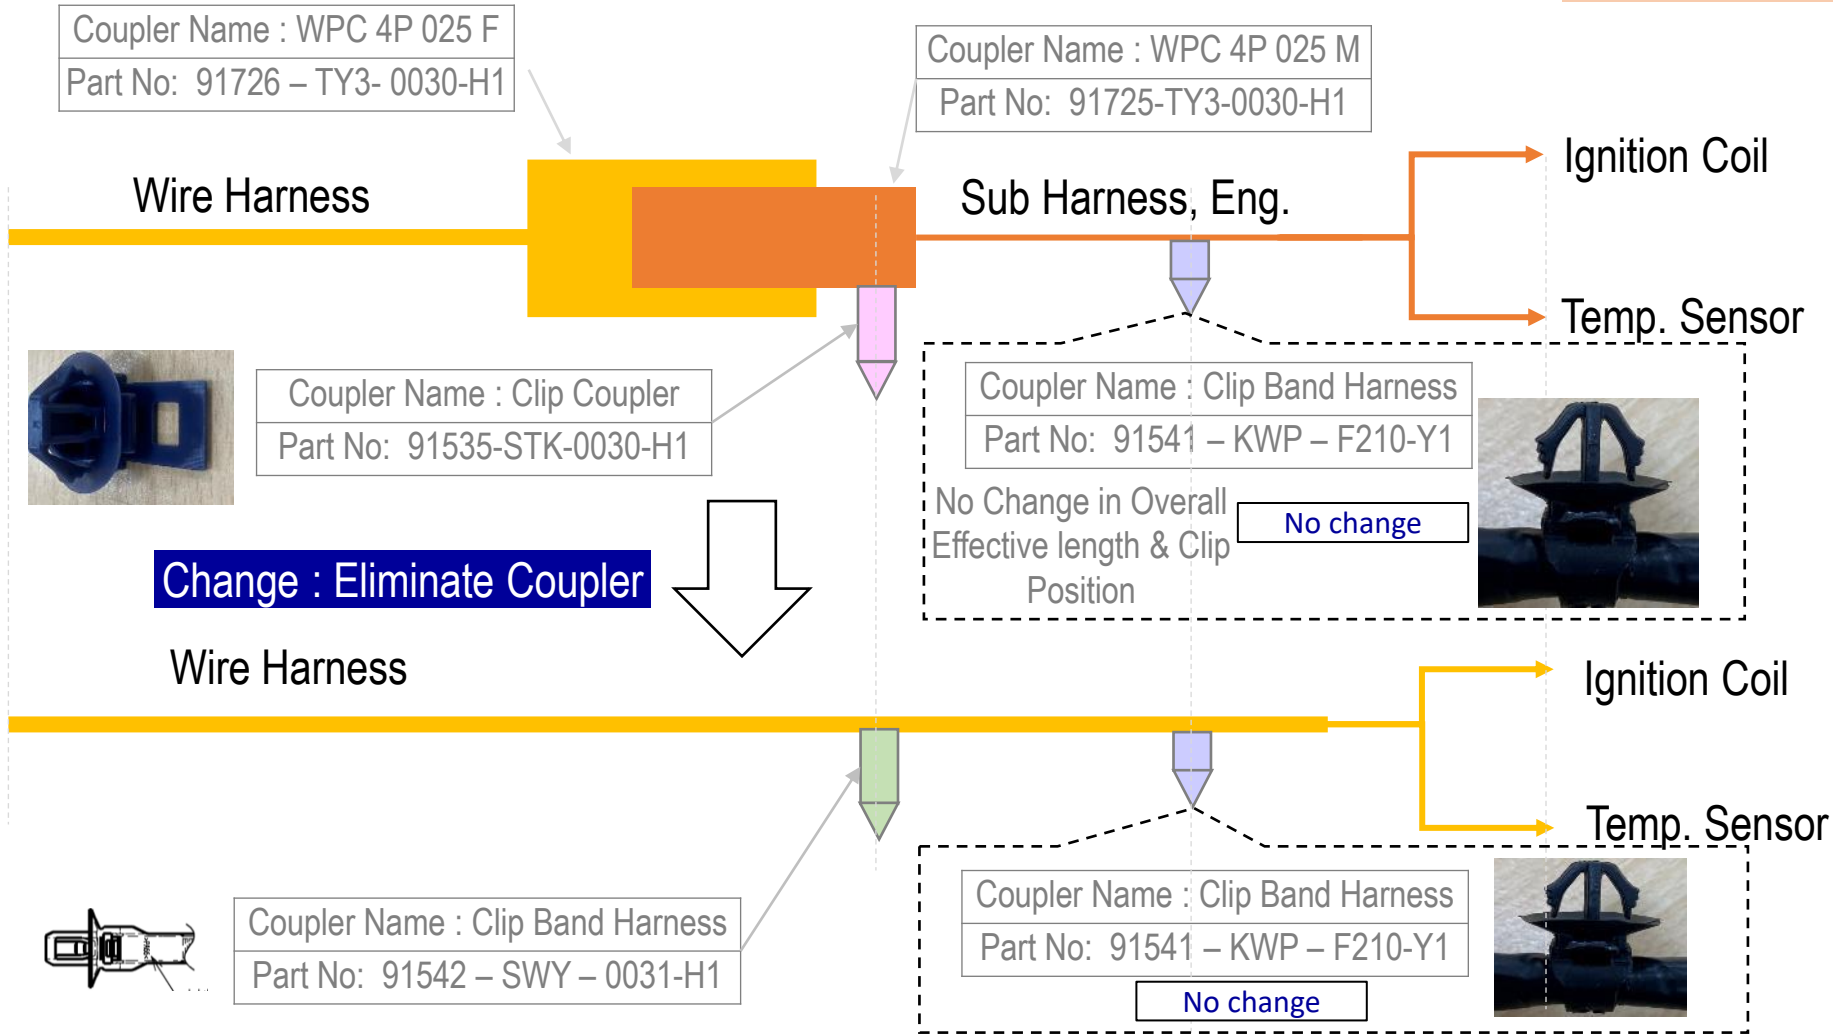 Coupler Name : WPC 4P 025 F
Part No:  91726 – TY3- 0030-H1
Coupler Name : WPC 4P 025 M
Part No:  91725-TY3-0030-H1
Wire Harness
Sub Harness, Eng.
Ignition Coil
Temp. Sensor
Coupler Name : Clip Coupler
Part No:  91535-STK-0030-H1
Coupler Name : Clip Band Harness
Part No:  91541 – KWP – F210-Y1
No Change in Overall
Effective length & Clip
Position
No change
Change : Eliminate Coupler
Wire Harness
Ignition Coil
Temp. Sensor
Coupler Name : Clip Band Harness
Part No:  91542 – SWY – 0031-H1
Coupler Name : Clip Band Harness
Part No:  91541 – KWP – F210-Y1
No change